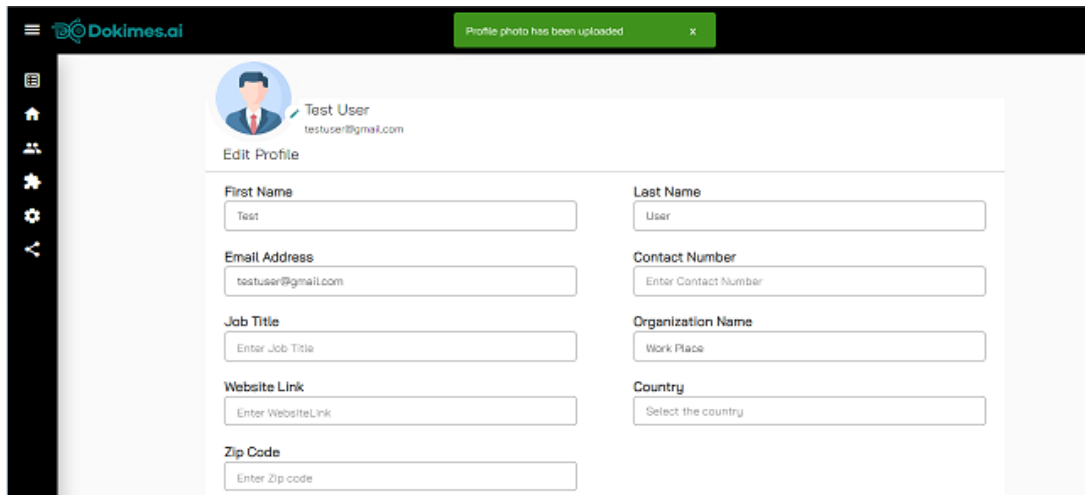 Dokimes.ai
Profile photo has been uploaded x
Test User
testuser@gmail.com
Edit Profile
First Name
Last Name
Test
User
Email Address
Contact Number
testuser@gmail.com
Enter Contact Number
Job Title
Organization Name
Enter Job Title
Work Place
Website Link
Country
Enter WebsiteLink
Select the country
Zip Code
Enter Zip code